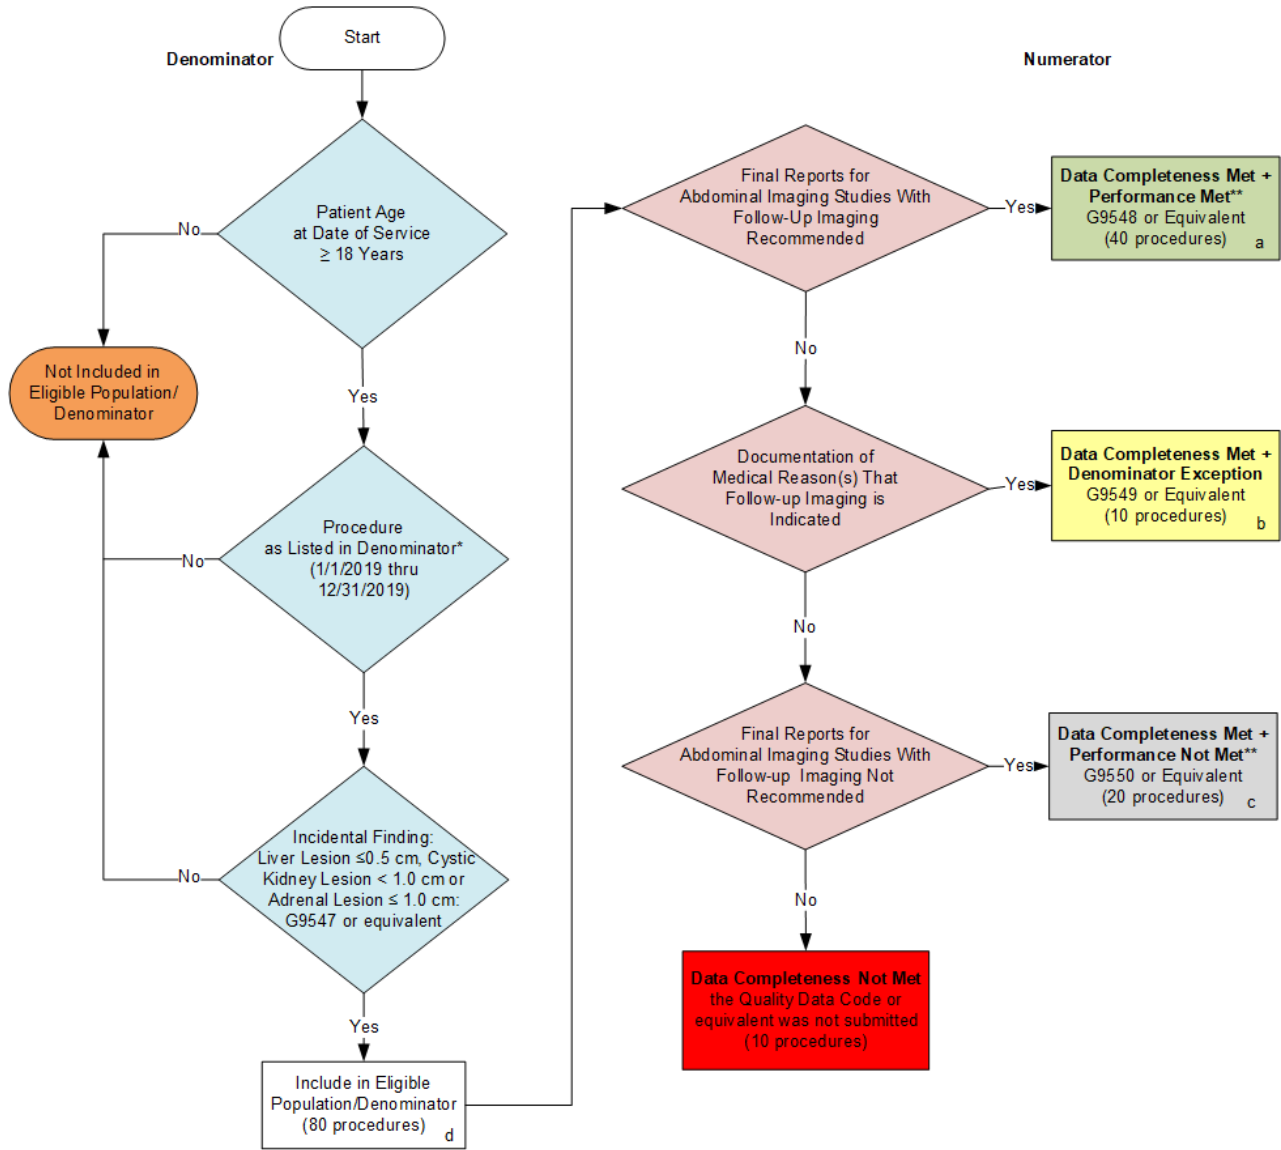 Start
Denominator
Numerator
Patient Age
at Date of Service
≥ 18 Years
No
Yes
Not Included in
Eligible Population/
Denominator
Procedure
as Listed in Denominator*
(1/1/2019 thru
12/31/2019)
No
Yes
Incidental Finding:
Liver Lesion ≤0.5 cm, Cystic
Kidney Lesion < 1.0 cm or
Adrenal Lesion ≤ 1.0 cm:
G9547 or equivalent
No
Yes
Include in Eligible
Population/Denominator
(80 procedures)
d
Final Reports for
Abdominal Imaging Studies With
Follow-Up Imaging
Recommended
Yes
Data Completeness Met +
Performance Met**
G9548 or Equivalent
(40 procedures)
a
No
Documentation of
Medical Reason(s) That
Follow-up Imaging is
Indicated
Yes
Data Completeness Met +
Denominator Exception
G9549 or Equivalent
(10 procedures)
b
No
Final Reports for
Abdominal Imaging Studies With
Follow-up Imaging Not
Recommended
Yes
Data Completeness Met +
Performance Not Met**
G9550 or Equivalent
(20 procedures)
c
No
Data Completeness Not Met
the Quality Data Code or
equivalent was not submitted
(10 procedures)